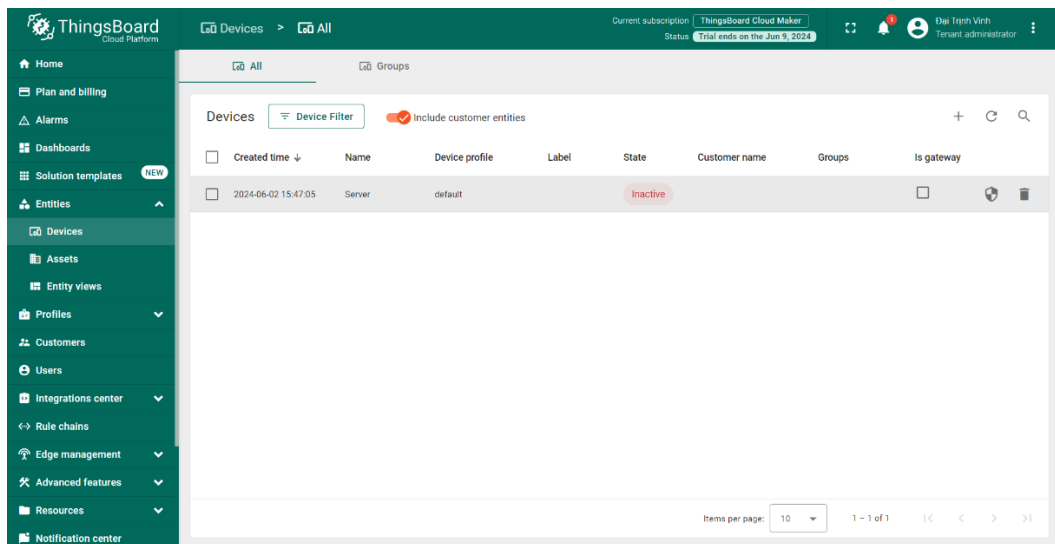 ThingsBoard
Cloud Platform
Devices > All
Current subscription ThingsBoard Cloud Maker
Status Trial ends on the Jun 9, 2024
1
Đại Trịnh Vinh
Tenant administrator
Home
Plan and billing
Alarms
Dashboards
Solution templates NEW
Entities
Devices
Assets
Entity views
Profiles
Customers
Users
Integrations center
Rule chains
Edge management
Advanced features
Resources
Notification center
All Groups
Devices Device Filter Include customer entities
Created time Name Device profile Label State Customer name Groups Is gateway
2024-06-02 15:47:05 Server default Inactive
Items per page: 10 1 – 1 of 1